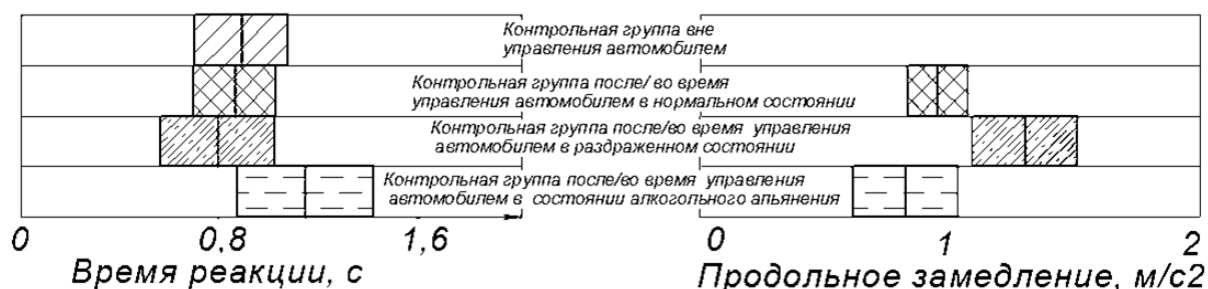 Контрольная группа вне
управления автомобилем
Контрольная группа после/ во время
управления автомобилем в нормальном состоянии
Контрольная группа после/во время управления
автомобилем в раздраженном состоянии
Контрольная группа после/во время управления
автомобилем в состоянии алкогольного апьянения
0 0,8 1,6 0 1 2
Время реакции, с Продольное замедление, м/с2